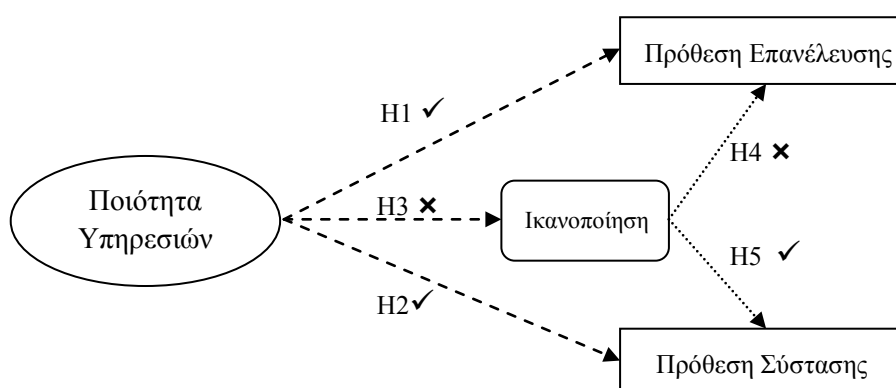 Πρόθεση Επανέλευσης
H1 ✓
H4 ✖
Ποιότητα
Υπηρεσιών
H3 ✖
Ικανοποίηση
H5 ✓
H2 ✓
Πρόθεση Σύστασης